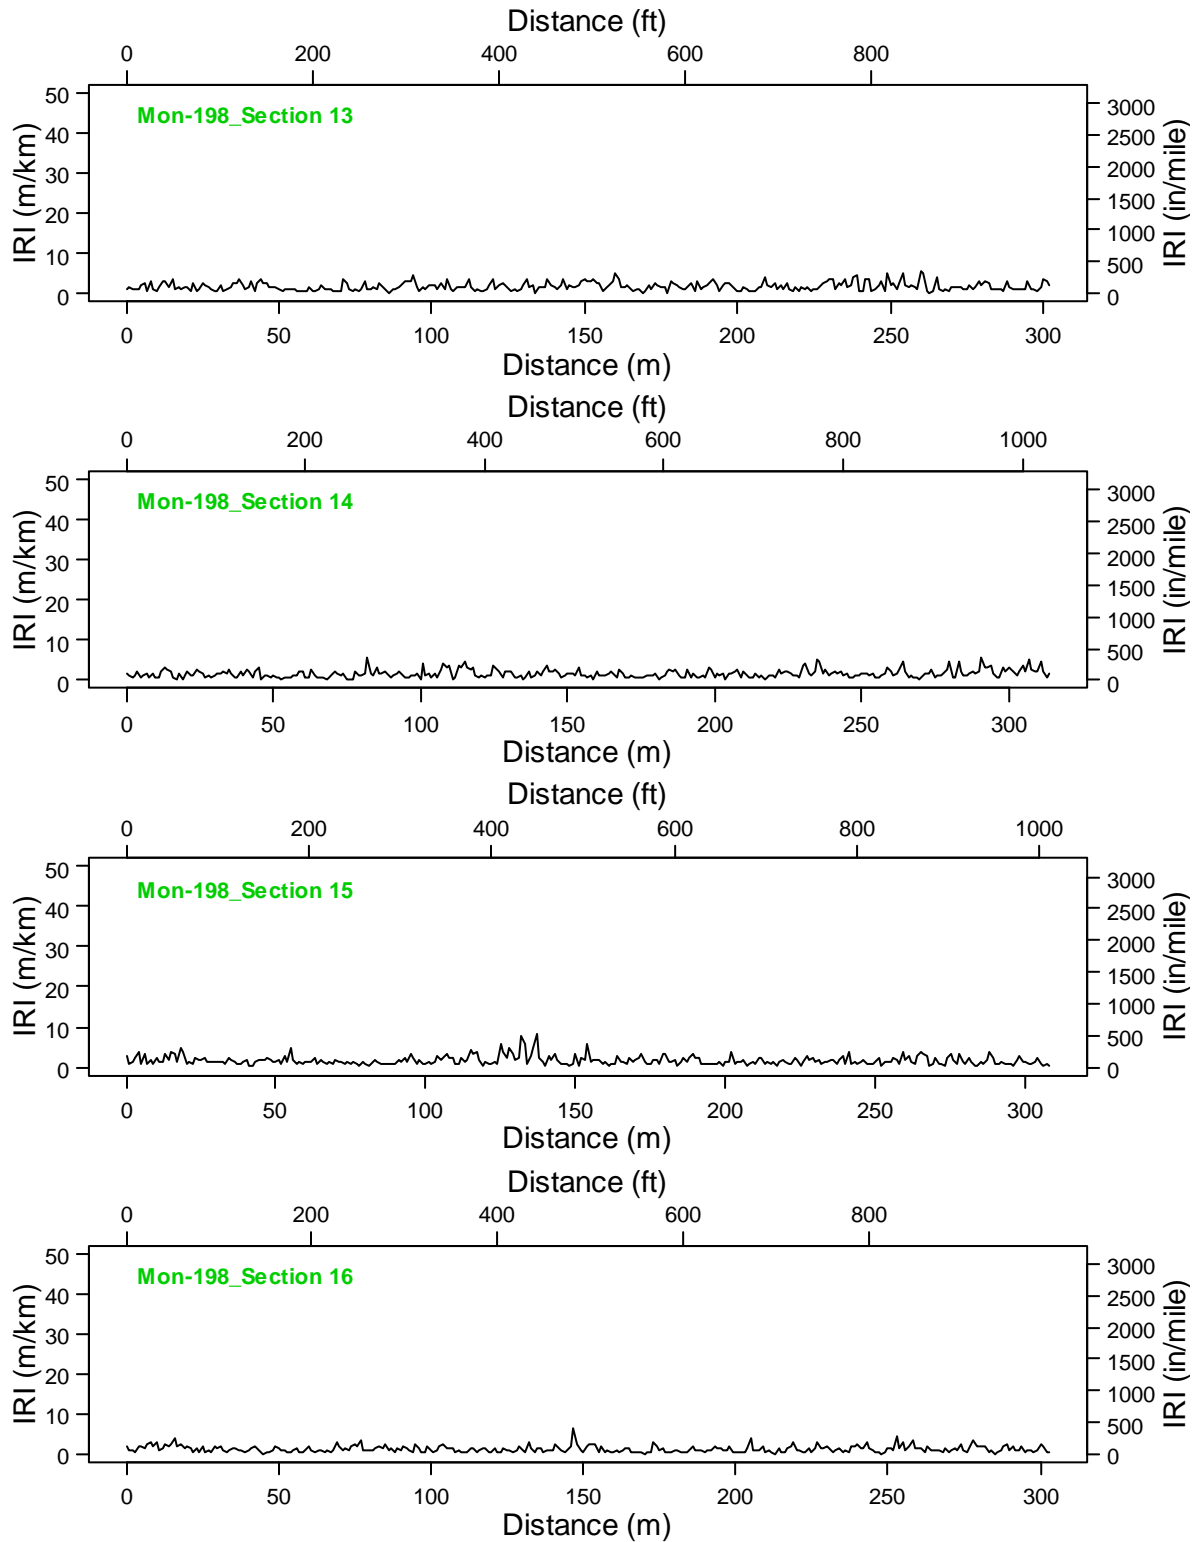 Distance (ft)
0 200 400 600 800
Mon-198_Section 13
IRI (m/km)
50
40
30
20
10
0
IRI (in/mile)
3000
2500
2000
1500
1000
500
0
0 50 100 150 200 250 300
Distance (m)
Distance (ft)
0 200 400 600 800 1000
Mon-198_Section 14
IRI (m/km)
50
40
30
20
10
0
IRI (in/mile)
3000
2500
2000
1500
1000
500
0
0 50 100 150 200 250 300
Distance (m)
Distance (ft)
0 200 400 600 800 1000
Mon-198_Section 15
IRI (m/km)
50
40
30
20
10
0
IRI (in/mile)
3000
2500
2000
1500
1000
500
0
0 50 100 150 200 250 300
Distance (m)
Distance (ft)
0 200 400 600 800
Mon-198_Section 16
IRI (m/km)
50
40
30
20
10
0
IRI (in/mile)
3000
2500
2000
1500
1000
500
0
0 50 100 150 200 250 300
Distance (m)